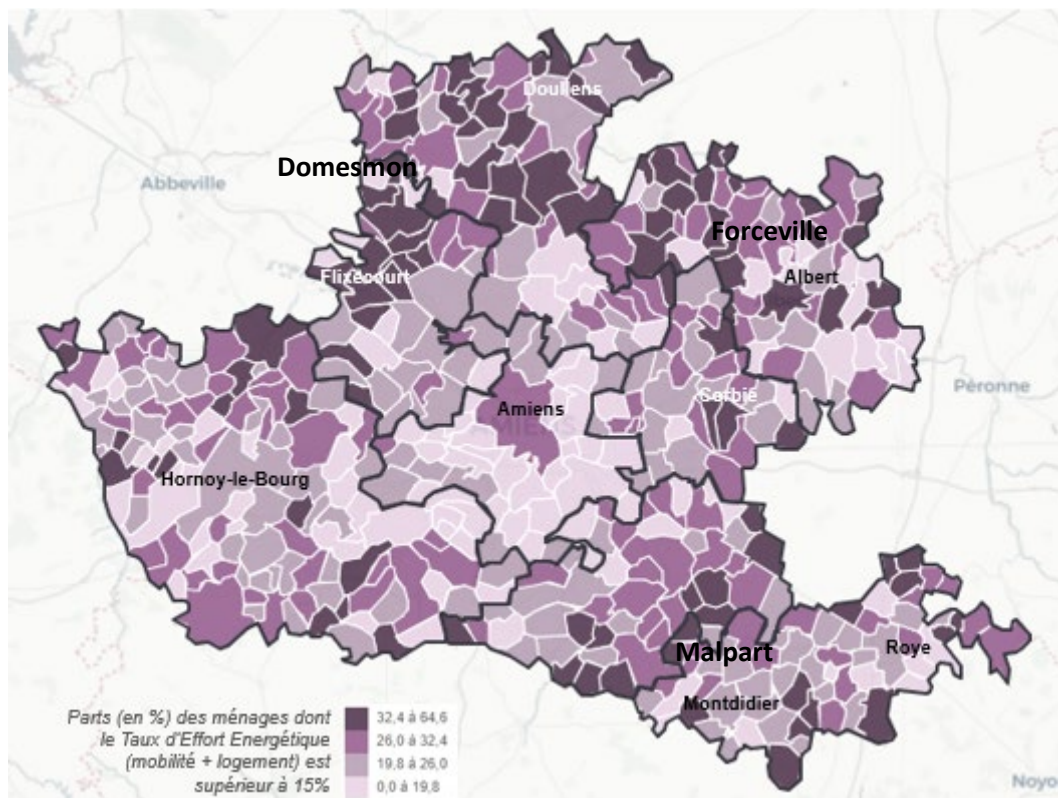 Doullens
Domesmon
Abbeville
Forceville
Flixecourt
Albert
Péronne
Corbie
Amiens
AMIENS
Hornoy-le-Bourg
Malpart
Roye
Montdidier
Parts (en %) des ménages dont
le Taux d'Effort Energétique
(mobilité + logement) est
supérieur à 15%
32,4 à 64,6
26,0 à 32,4
19,8 à 26,0
0,0 à 19,8
Noyo